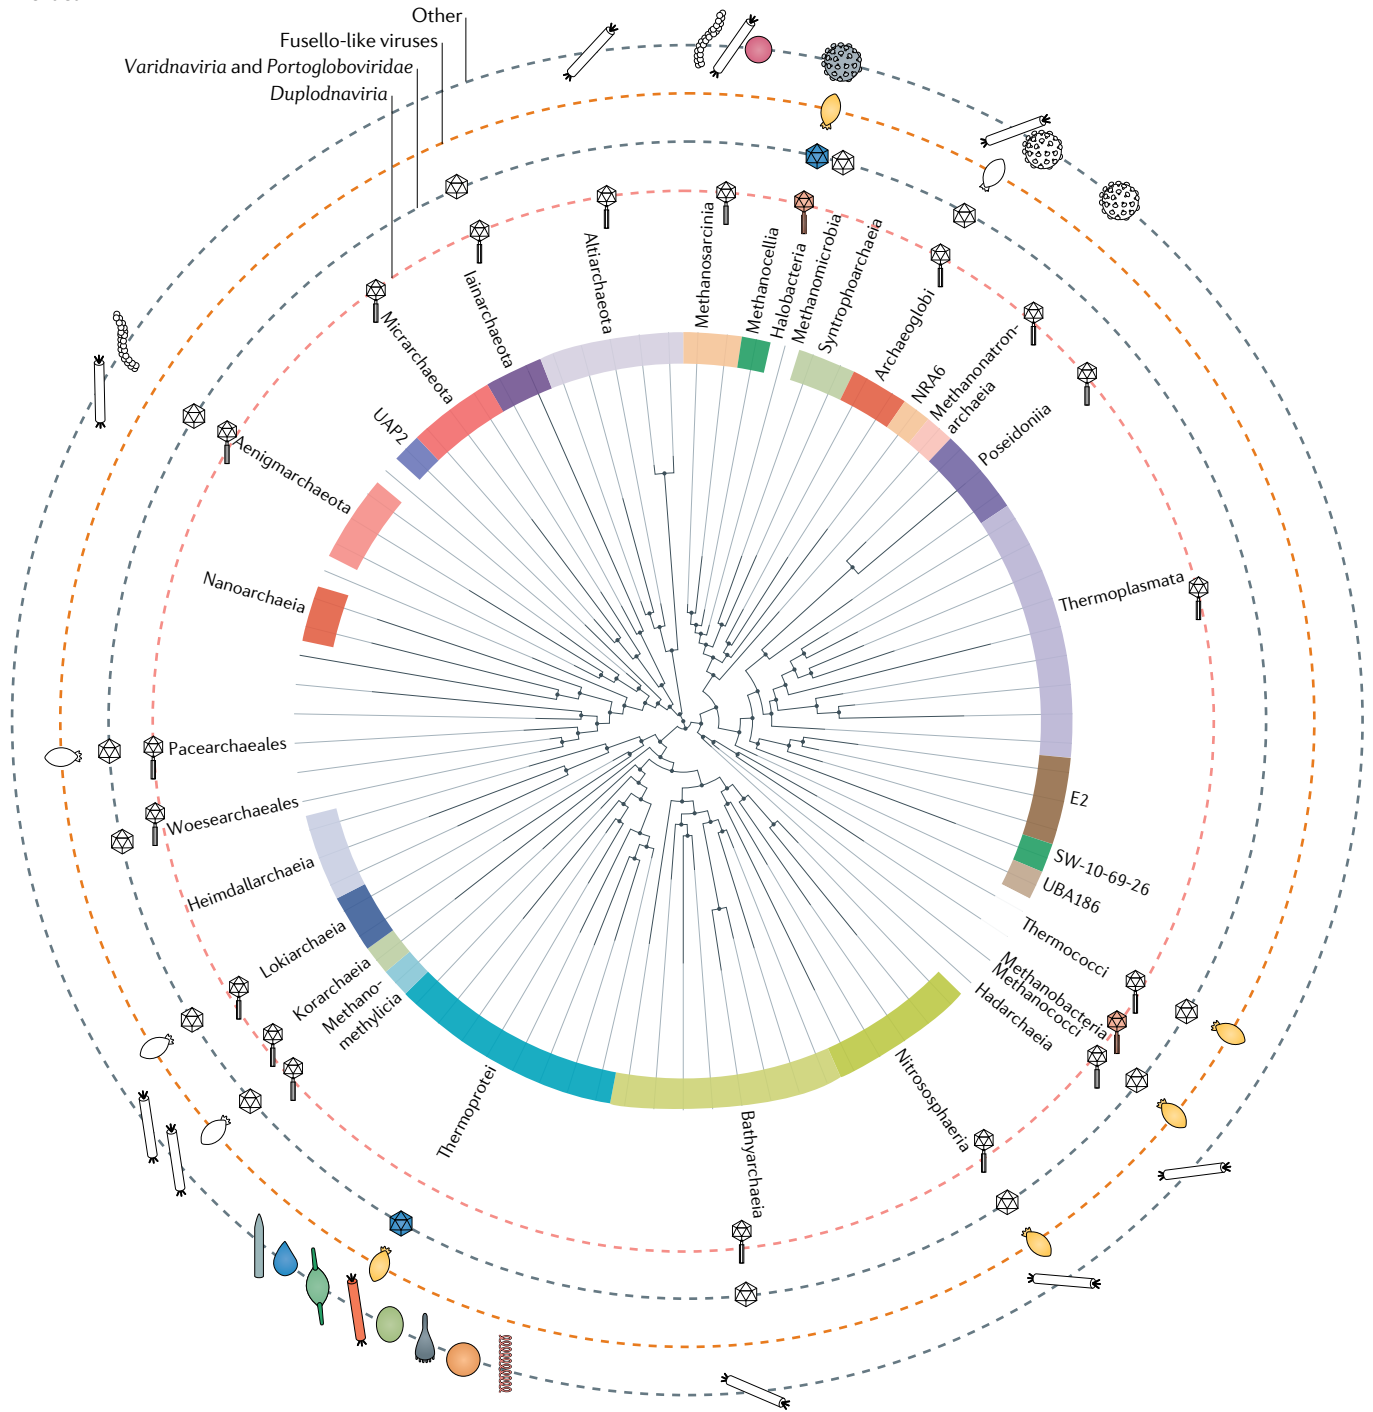 Other
Fusello-like viruses
Varidnaviria and Portogloboviridae
Duplodnaviria
UAP2
Micrarchaeota
Iainarchaeota
Altiarchaeota
Methanosarcinia
Methanocellia
Halobacteria
Methanomicrobia
Syntrophoarchaeia
Archaeoglobi
NRA6
Methanonatron-
archaeia
Poseidoniia
Thermoplasmata
E2
SW-10-69-26
UBA186
Thermococci
Methanobacteria
Methanococci
Hadarchaeia
Nitrososphaeria
Bathyarchaeia
Thermoprotei
Methano-
methylicia
Korarchaeia
Lokiarchaeia
Heimdallarchaeia
Woesearchaeales
Pacearchaeales
Nanoarchaeia
Aenigmarchaeota